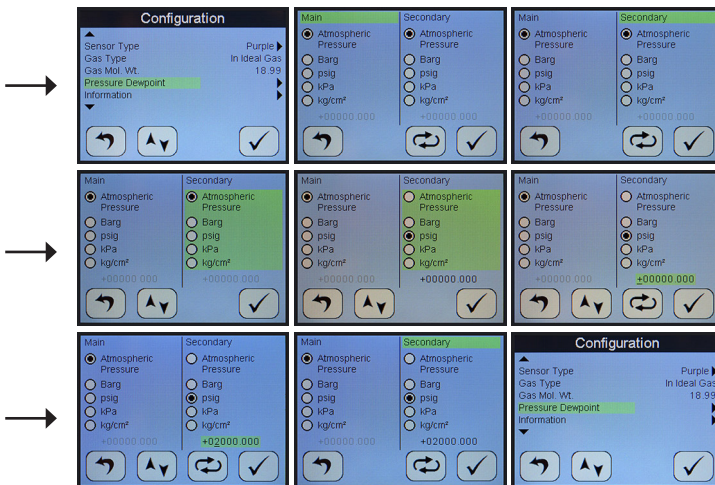 Configuration
Sensor Type Purple
Gas Type In Ideal Gas
Gas Mol. Wt. 18.99
Pressure Dewpoint
Information
Main Secondary
Atmospheric Pressure Atmospheric Pressure
Barg Barg
psig psig
kPa kPa
kg/cm² kg/cm²
+00000.000 +00000.000
Main Secondary
Atmospheric Pressure Atmospheric Pressure
Barg Barg
psig psig
kPa kPa
kg/cm² kg/cm²
+00000.000 +00000.000
Main Secondary
Atmospheric Pressure Atmospheric Pressure
Barg Barg
psig psig
kPa kPa
kg/cm² kg/cm²
+00000.000 +00000.000
Main Secondary
Atmospheric Pressure Atmospheric Pressure
Barg Barg
psig psig
kPa kPa
kg/cm² kg/cm²
+00000.000 +00000.000
Main Secondary
Atmospheric Pressure Atmospheric Pressure
Barg Barg
psig psig
kPa kPa
kg/cm² kg/cm²
+00000.000 +00000.000
Main Secondary
Atmospheric Pressure Atmospheric Pressure
Barg Barg
psig psig
kPa kPa
kg/cm² kg/cm²
+00000.000 +02000.000
Main Secondary
Atmospheric Pressure Atmospheric Pressure
Barg Barg
psig psig
kPa kPa
kg/cm² kg/cm²
+00000.000 +02000.000
Configuration
Sensor Type Purple
Gas Type In Ideal Gas
Gas Mol. Wt. 18.99
Pressure Dewpoint
Information